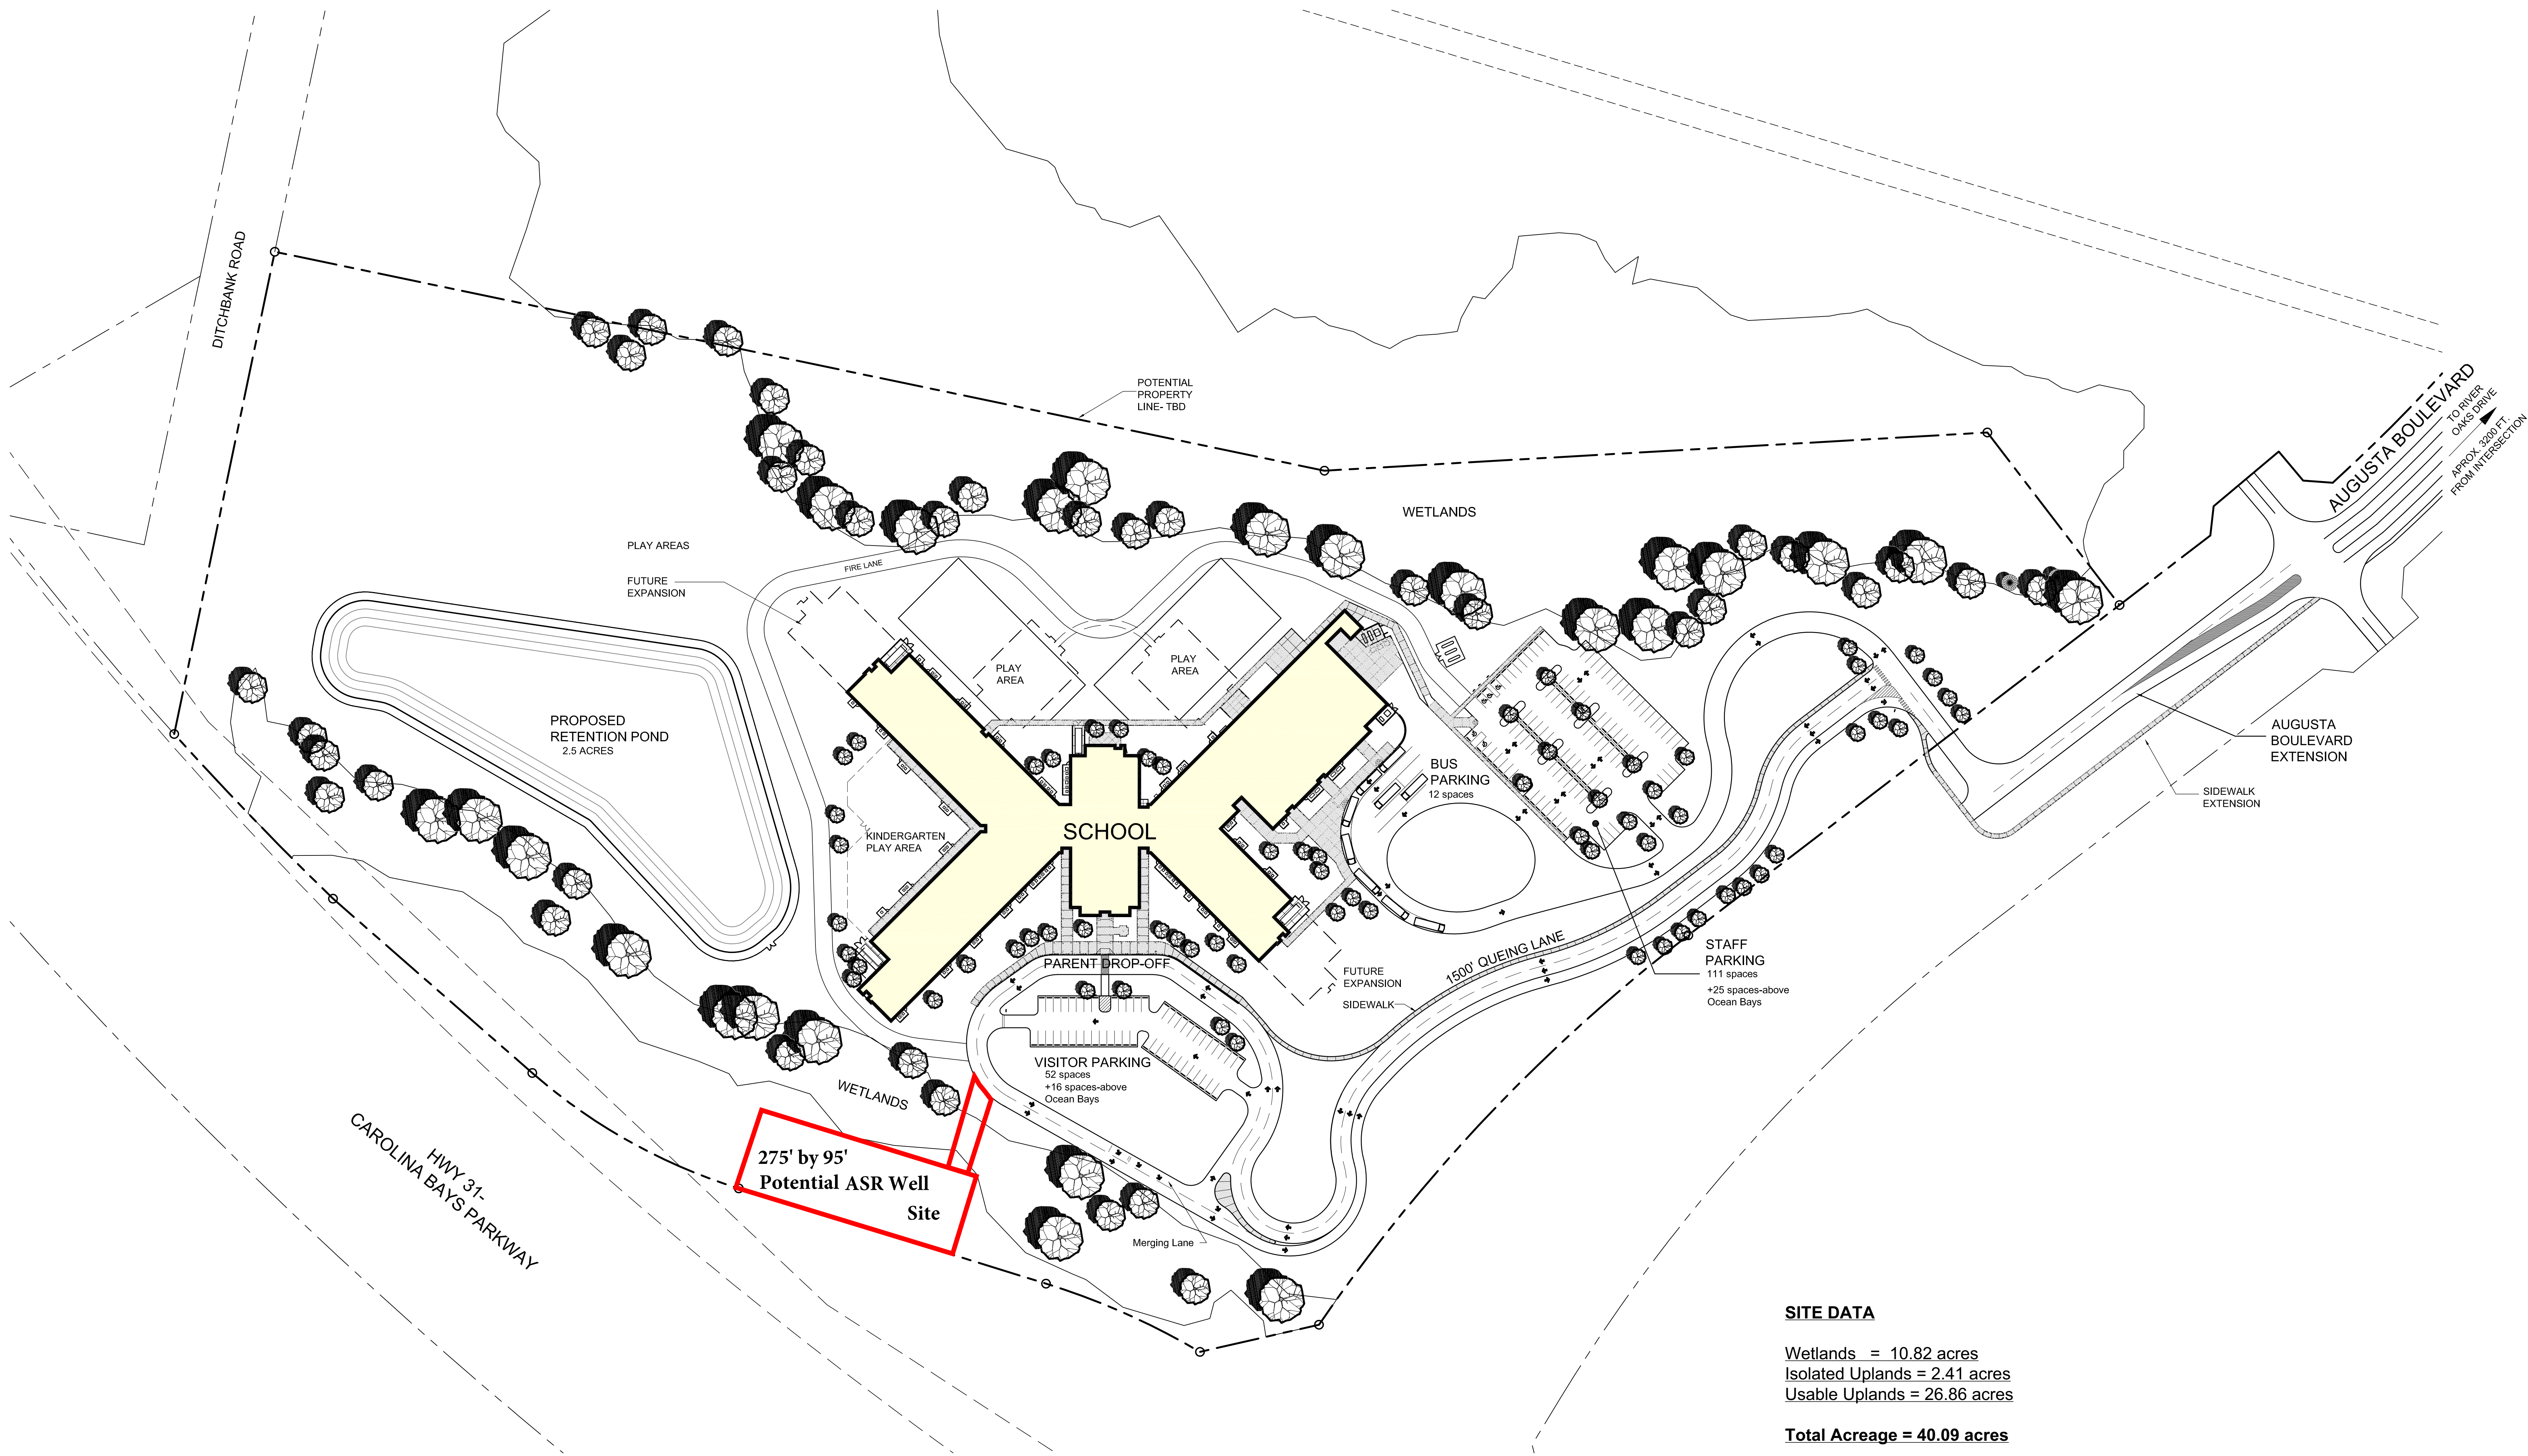 DITCHBANK ROAD
POTENTIAL
PROPERTY
LINE- TBD
AUGUSTA BOULEVARD
TO RIVER
OAKS DRIVE
APROX. 3200 FT.
FROM INTERSECTION
WETLANDS
PLAY AREAS
FUTURE
EXPANSION
FIRE LANE
PLAY
AREA
PLAY
AREA
PROPOSED
RETENTION POND
2.5 ACRES
AUGUSTA
BOULEVARD
EXTENSION
SIDEWALK
EXTENSION
BUS
PARKING
12 spaces
KINDERGARTEN
PLAY AREA
SCHOOL
PARENT DROP-OFF
1500' QUEING LANE
STAFF
PARKING
111 spaces
+25 spaces-above
Ocean Bays
FUTURE
EXPANSION
SIDEWALK
VISITOR PARKING
52 spaces
+16 spaces-above
Ocean Bays
WETLANDS
275' by 95'
Potential ASR Well
Site
HWY 31-
CAROLINA BAYS PARKWAY
Merging Lane
SITE DATA
Wetlands = 10.82 acres
Isolated Uplands = 2.41 acres
Usable Uplands = 26.86 acres
Total Acreage = 40.09 acres